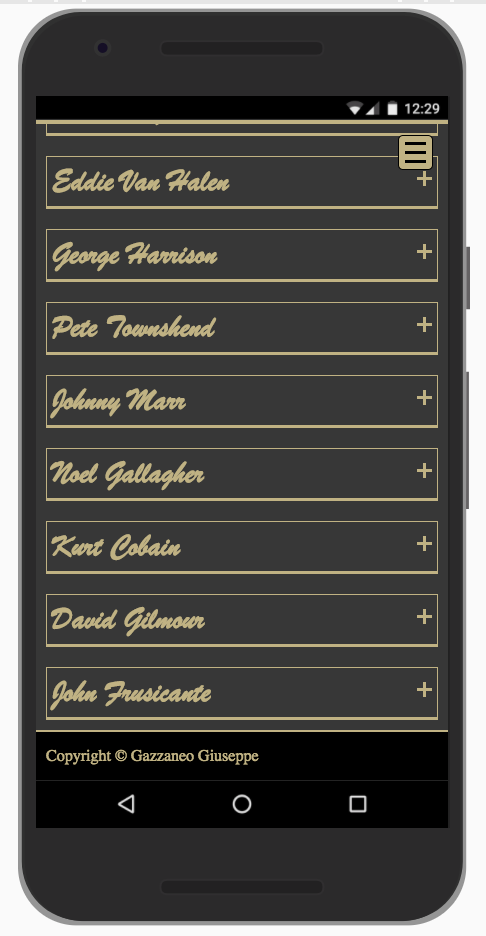 12:29
Eddie Van Halen
George Harrison
Pete Townshend
Johnny Marr
Noel Gallagher
Kurt Cobain
David Gilmour
John Frusicante
Copyright © Gazzaneo Giuseppe